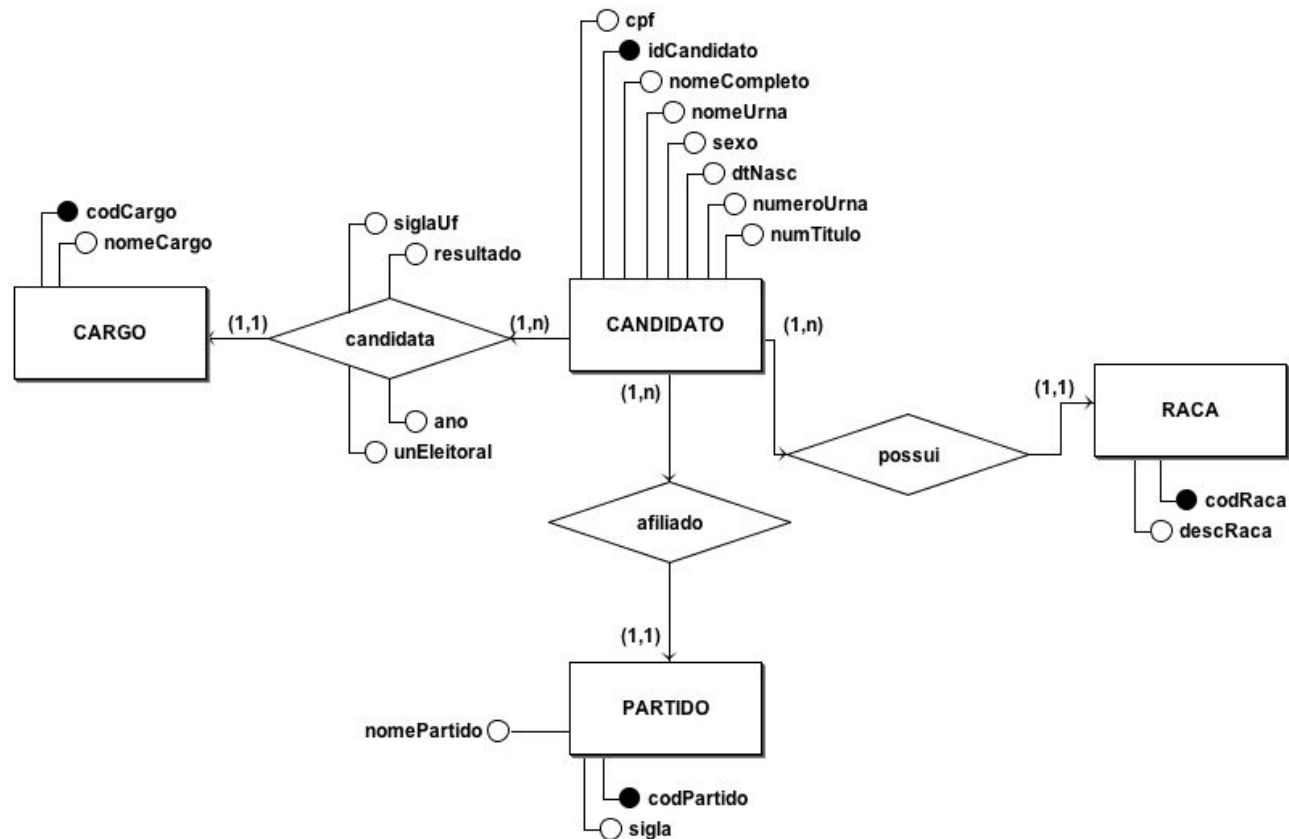 cpf
idCandidato
nomeCompleto
nomeUrna
sexo
dtNasc
numeroUrna
numTitulo
codCargo
nomeCargo
siglaUf
resultado
CARGO
(1,1)
candidata
(1,n)
CANDIDATO
(1,n)
(1,n)
ano
unEleitoral
possui
(1,1)
RACA
codRaca
descRaca
afiliado
(1,1)
PARTIDO
nomePartido
codPartido
sigla